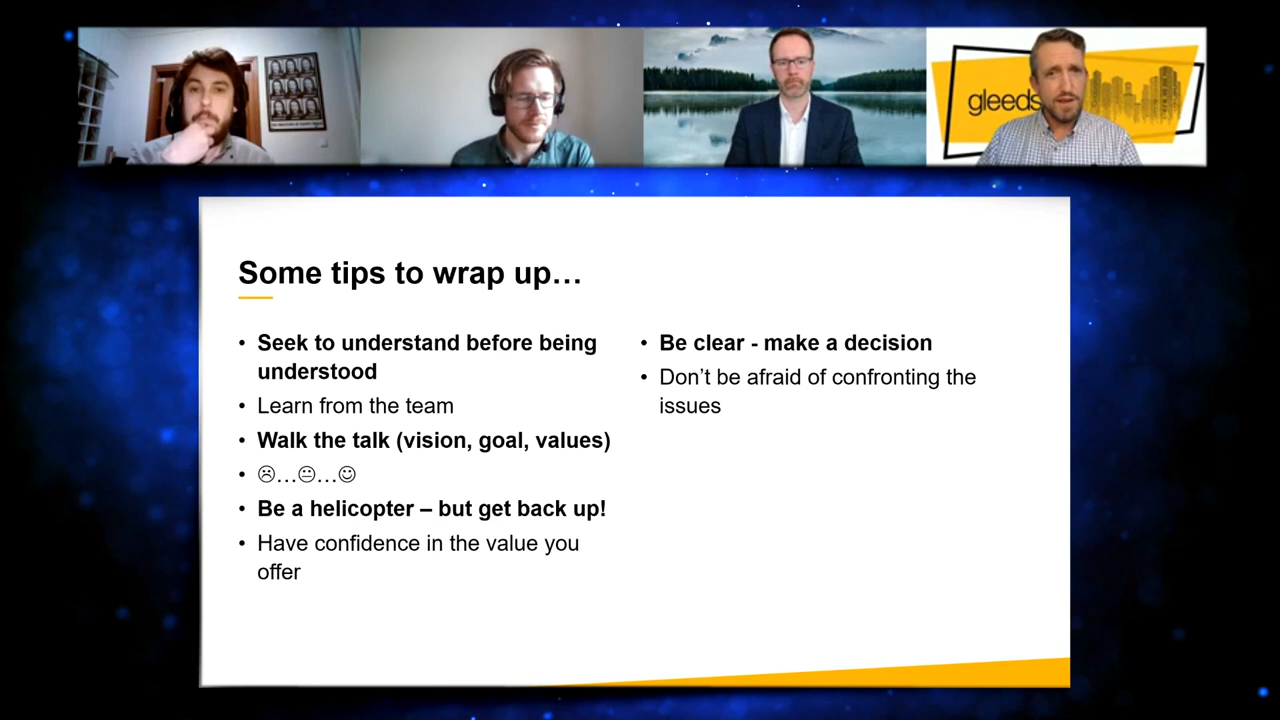 gleeds
Some tips to wrap up…
• Seek to understand before being
understood
• Learn from the team
• Walk the talk (vision, goal, values)
• ☹…😐…☺
• Be a helicopter – but get back up!
• Have confidence in the value you
offer
• Be clear - make a decision
• Don’t be afraid of confronting the
issues